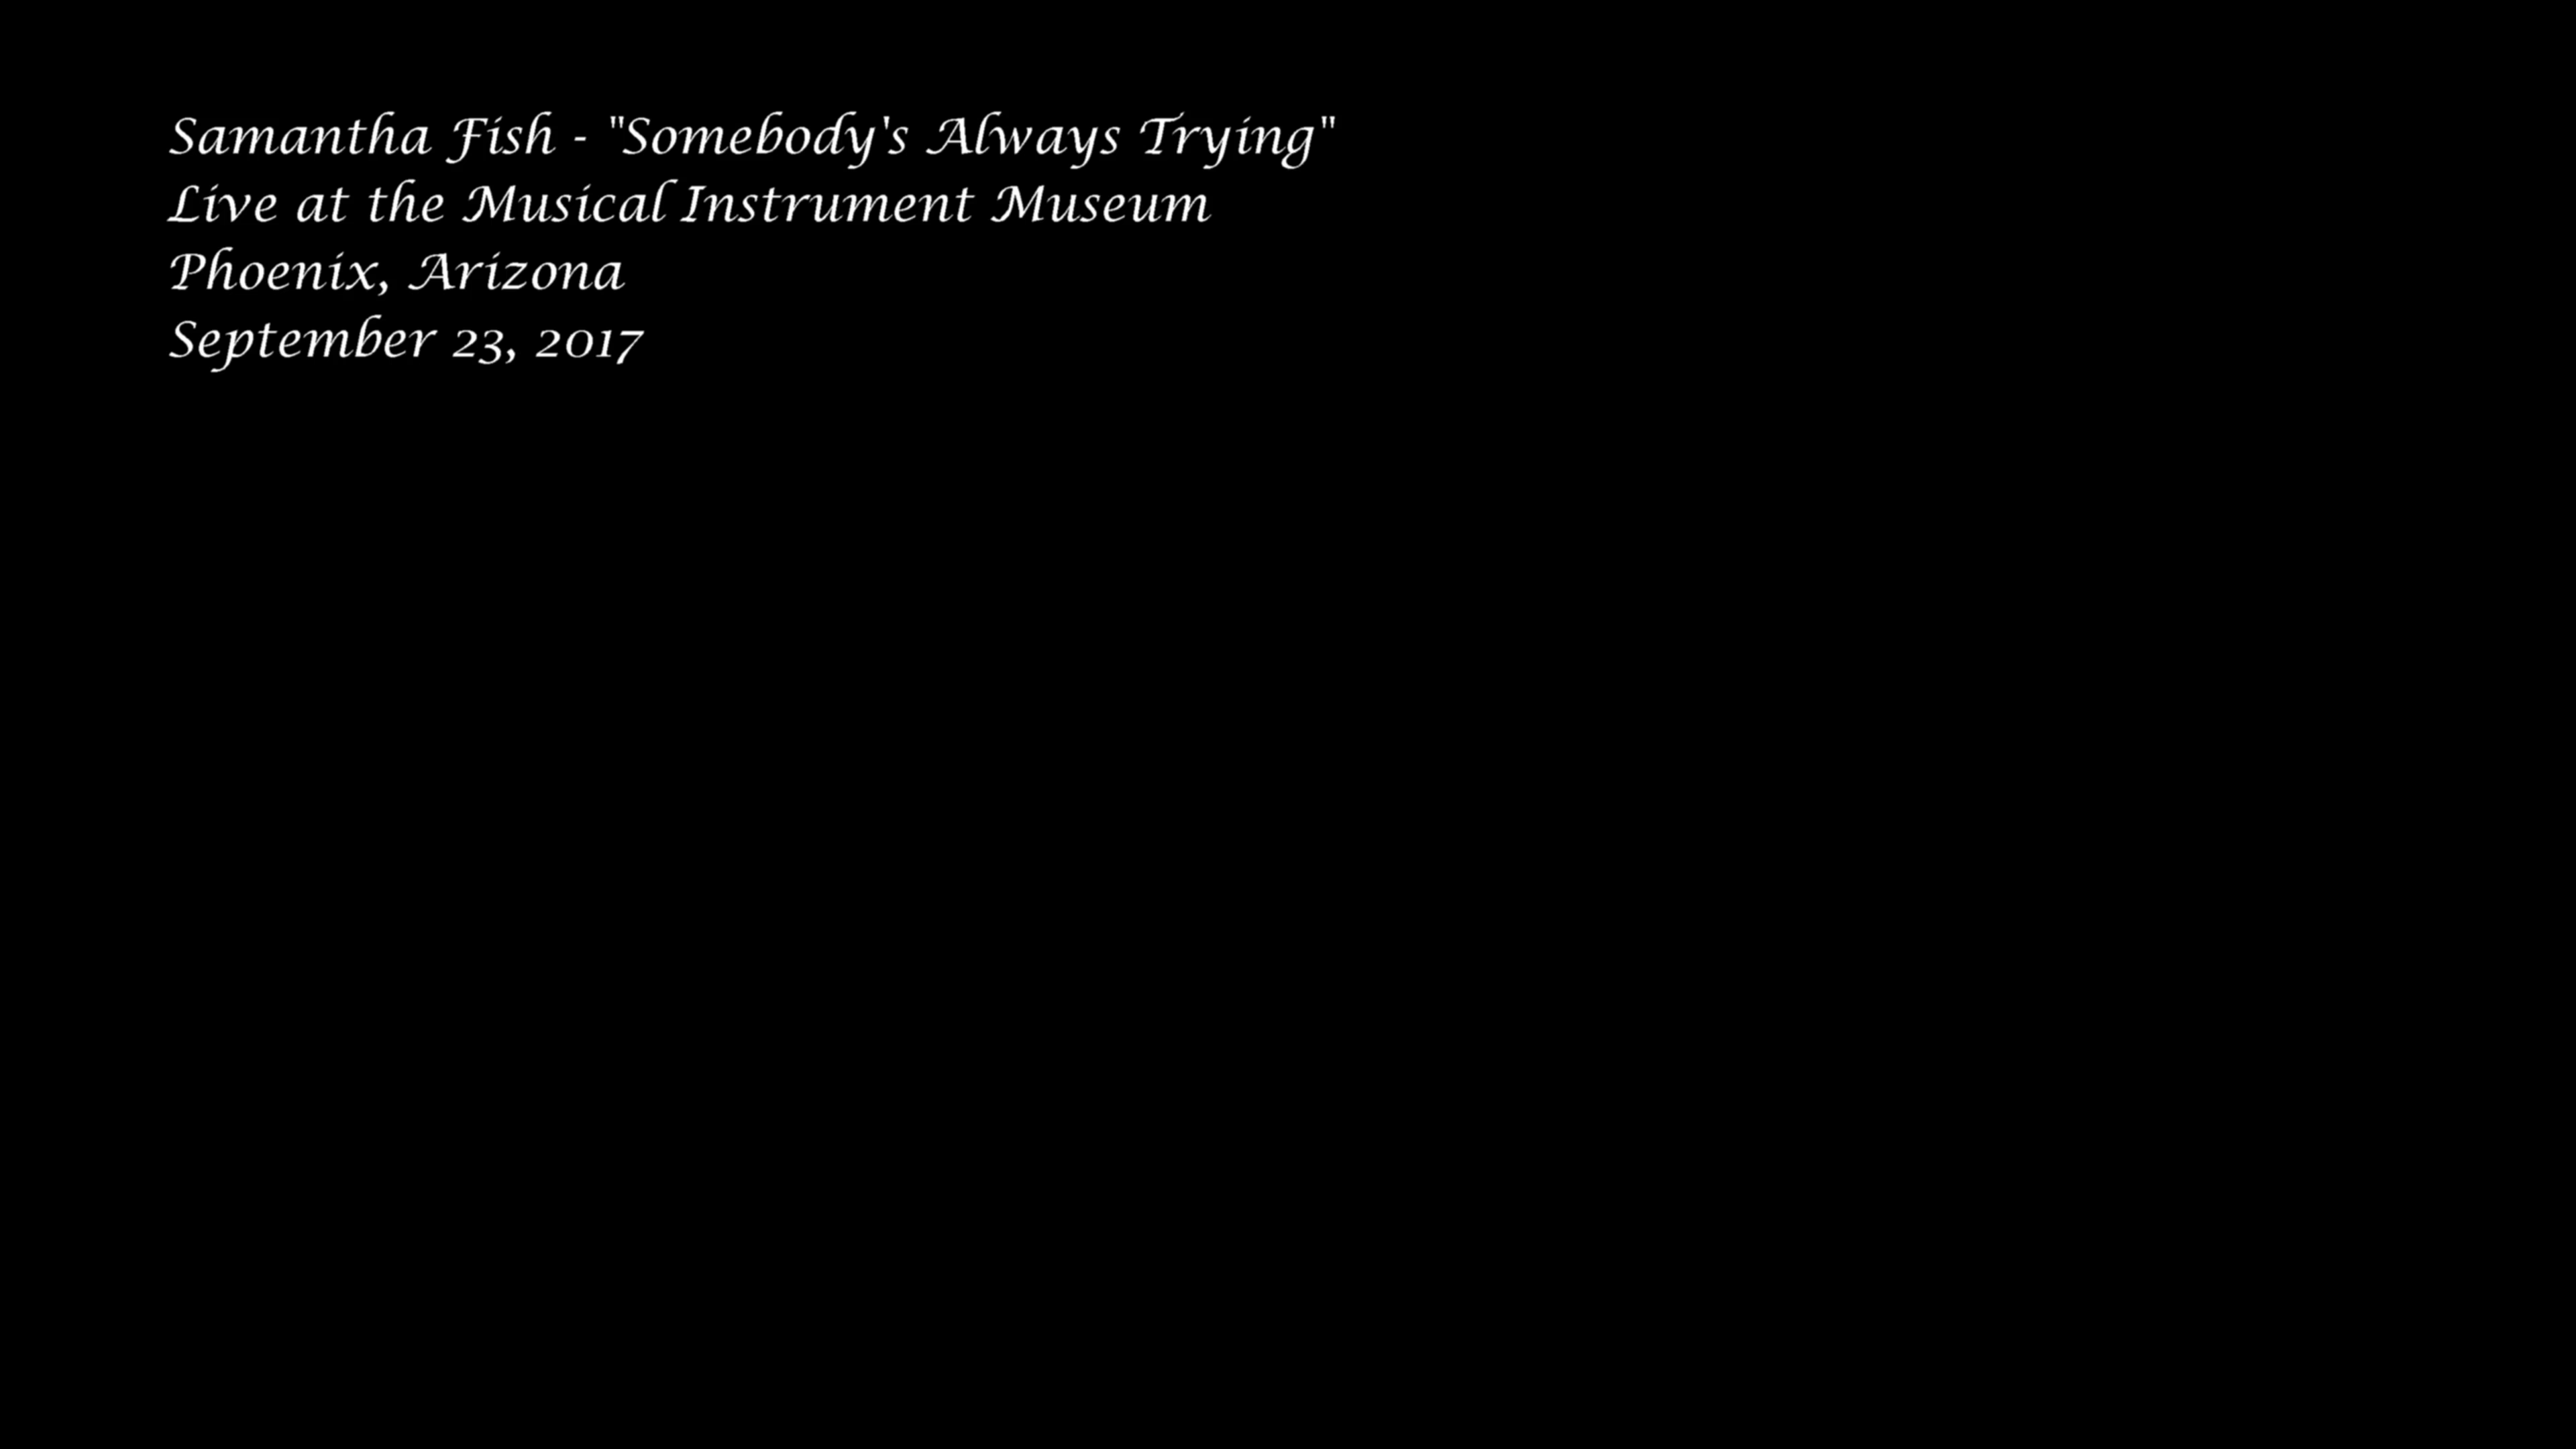 Samantha Fish - "Somebody's Always Trying"
Live at the Musical Instrument Museum
Phoenix, Arizona
September 23, 2017